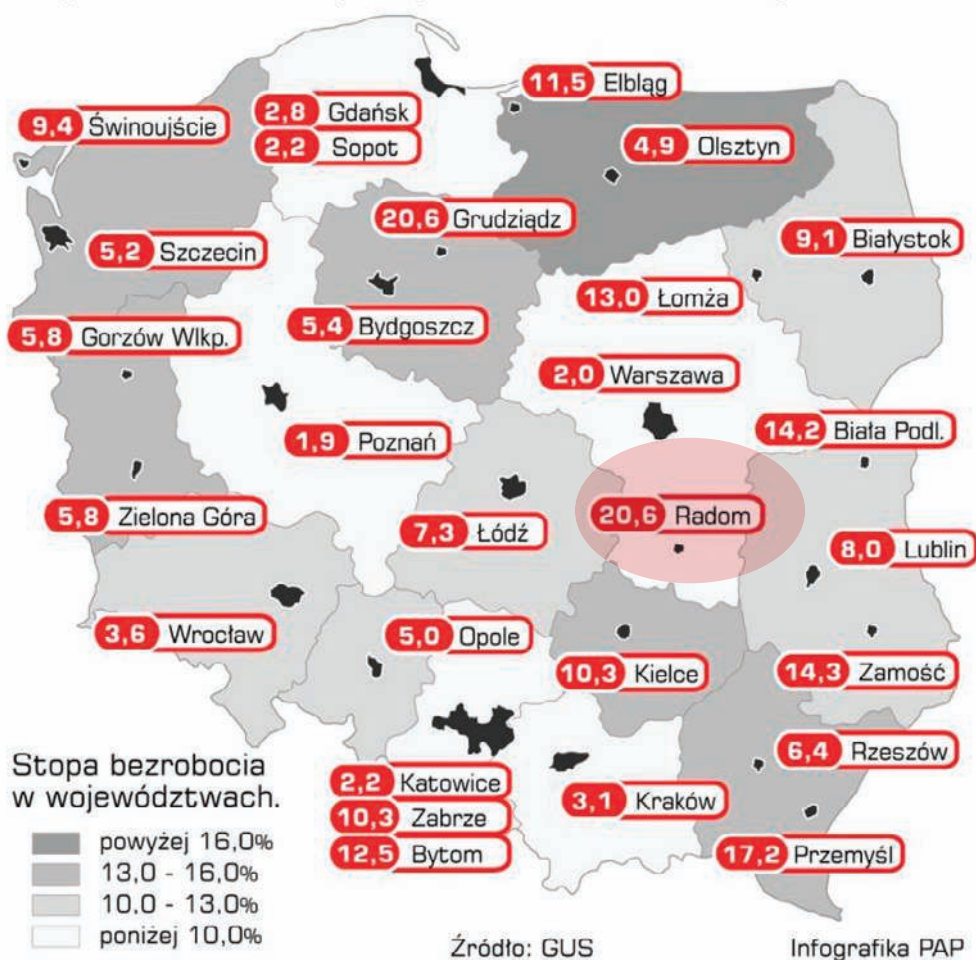 11,5 Elbląg
9,4 Świnoujście
2,8 Gdańsk
2,2 Sopot
4,9 Olsztyn
20,6 Grudziądz
5,2 Szczecin
9,1 Białystok
13,0 Łomża
5,8 Gorzów Wlkp.
5,4 Bydgoszcz
2,0 Warszawa
1,9 Poznań
14,2 Biała Podl.
5,8 Zielona Góra
7,3 Łódź
20,6 Radom
8,0 Lublin
3,6 Wrocław
5,0 Opole
10,3 Kielce
14,3 Zamość
6,4 Rzeszów
2,2 Katowice
10,3 Zabrze
12,5 Bytom
3,1 Kraków
17,2 Przemyśl
Stopa bezrobocia
w województwach.
powyżej 16,0%
13,0 - 16,0%
10,0 - 13,0%
poniżej 10,0%
Źródło: GUS
Infografika PAP